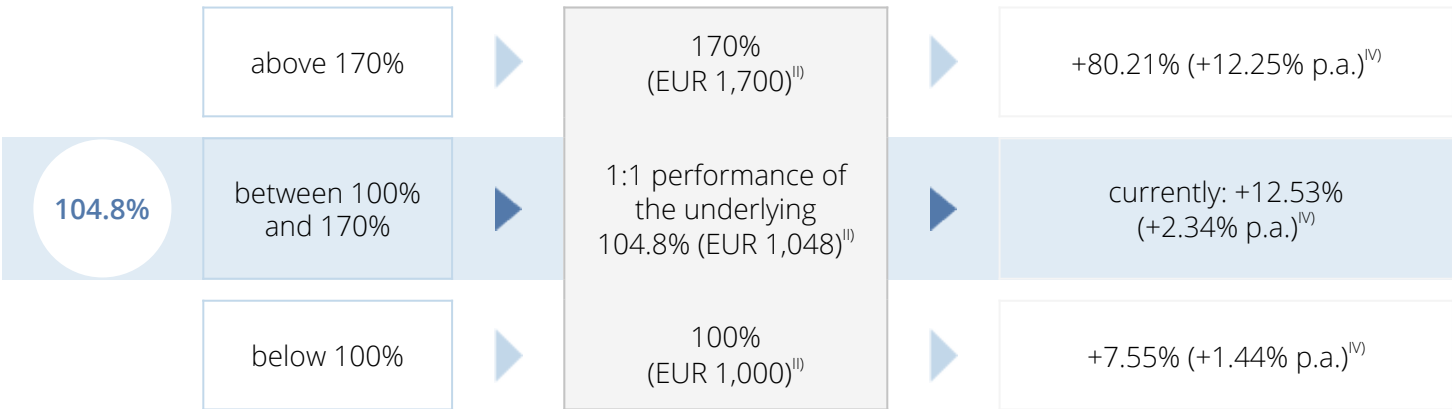 above 170%
170%
(EUR 1,700)II)
+80.21% (+12.25% p.a.)IV)
104.8%
between 100%
and 170%
1:1 performance of
the underlying
104.8% (EUR 1,048)II)
currently: +12.53%
(+2.34% p.a.)IV)
below 100%
100%
(EUR 1,000)II)
+7.55% (+1.44% p.a.)IV)